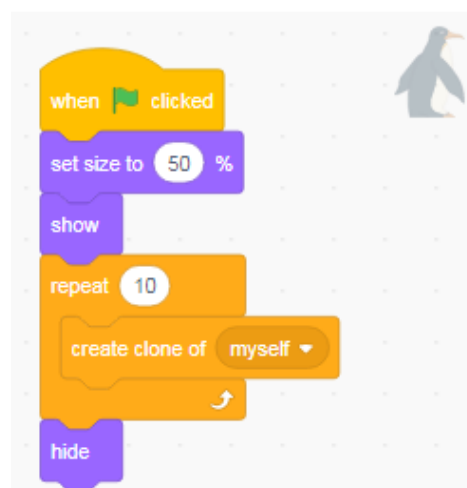 when clicked
set size to 50 %
show
repeat 10
create clone of myself
hide